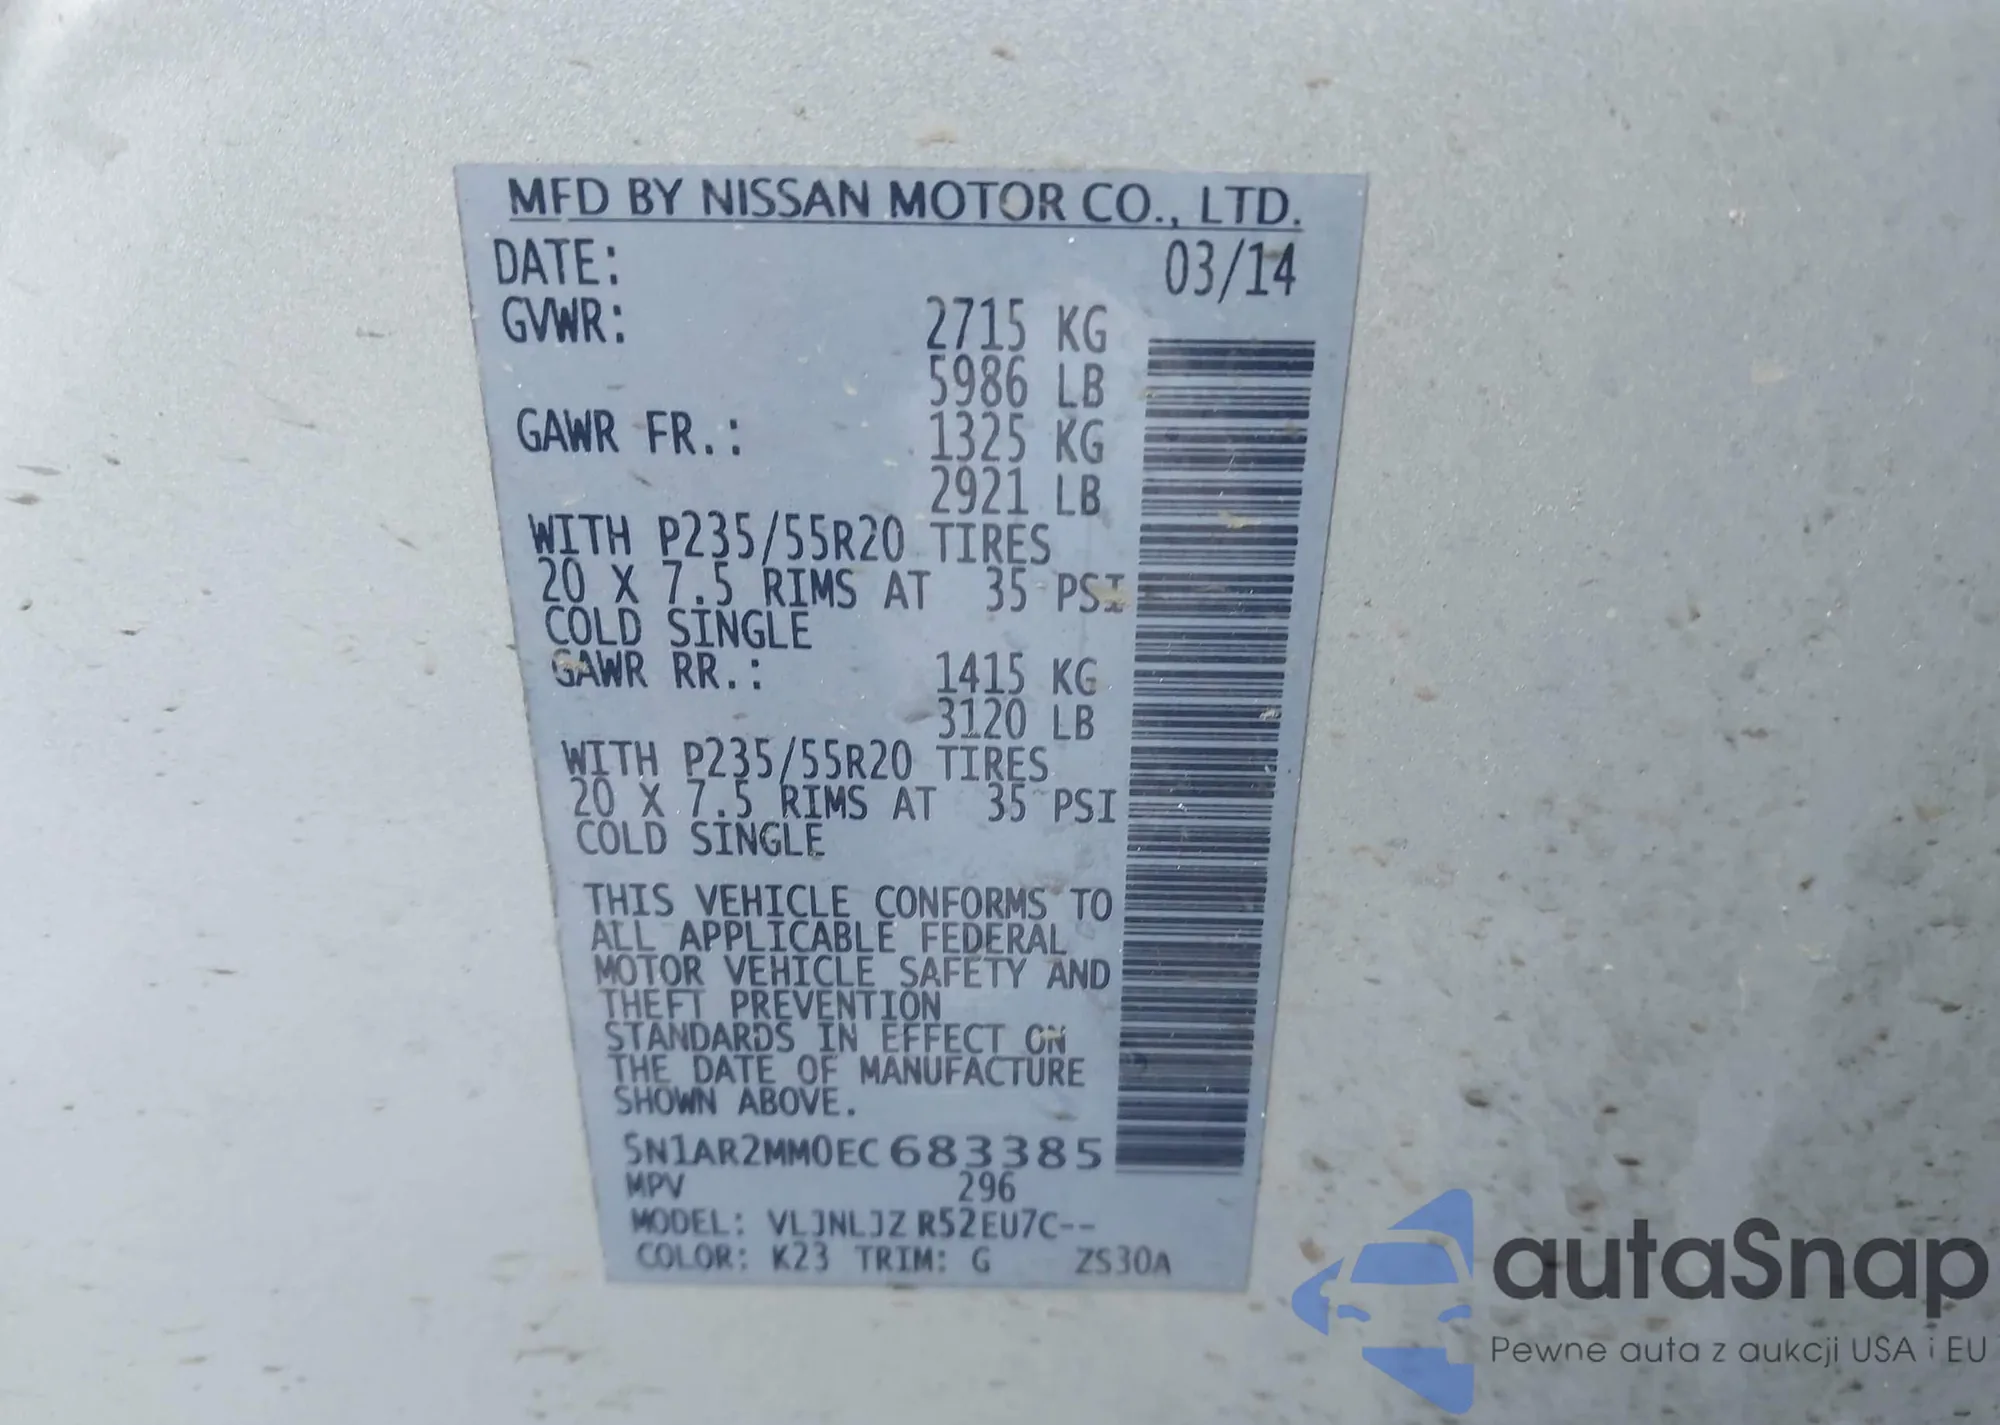 MFD BY NISSAN MOTOR CO., LTD.
DATE: 03/14
GVWR: 2715 KG
5986 LB
GAWR FR.: 1325 KG
2921 LB
WITH P235/55R20 TIRES
20 X 7.5 RIMS AT 35 PSI
COLD SINGLE
GAWR RR.: 1415 KG
3120 LB
WITH P235/55R20 TIRES
20 X 7.5 RIMS AT 35 PSI
COLD SINGLE
THIS VEHICLE CONFORMS TO
ALL APPLICABLE FEDERAL
MOTOR VEHICLE SAFETY AND
THEFT PREVENTION
STANDARDS IN EFFECT ON
THE DATE OF MANUFACTURE
SHOWN ABOVE.
5N1AR2MM0EC683385
MPV 296
MODEL: VLJNLJZ R52EU7C--
COLOR: K23 TRIM: G ZS30A
autaSnap
Pewne auta z aukcji USA i EU